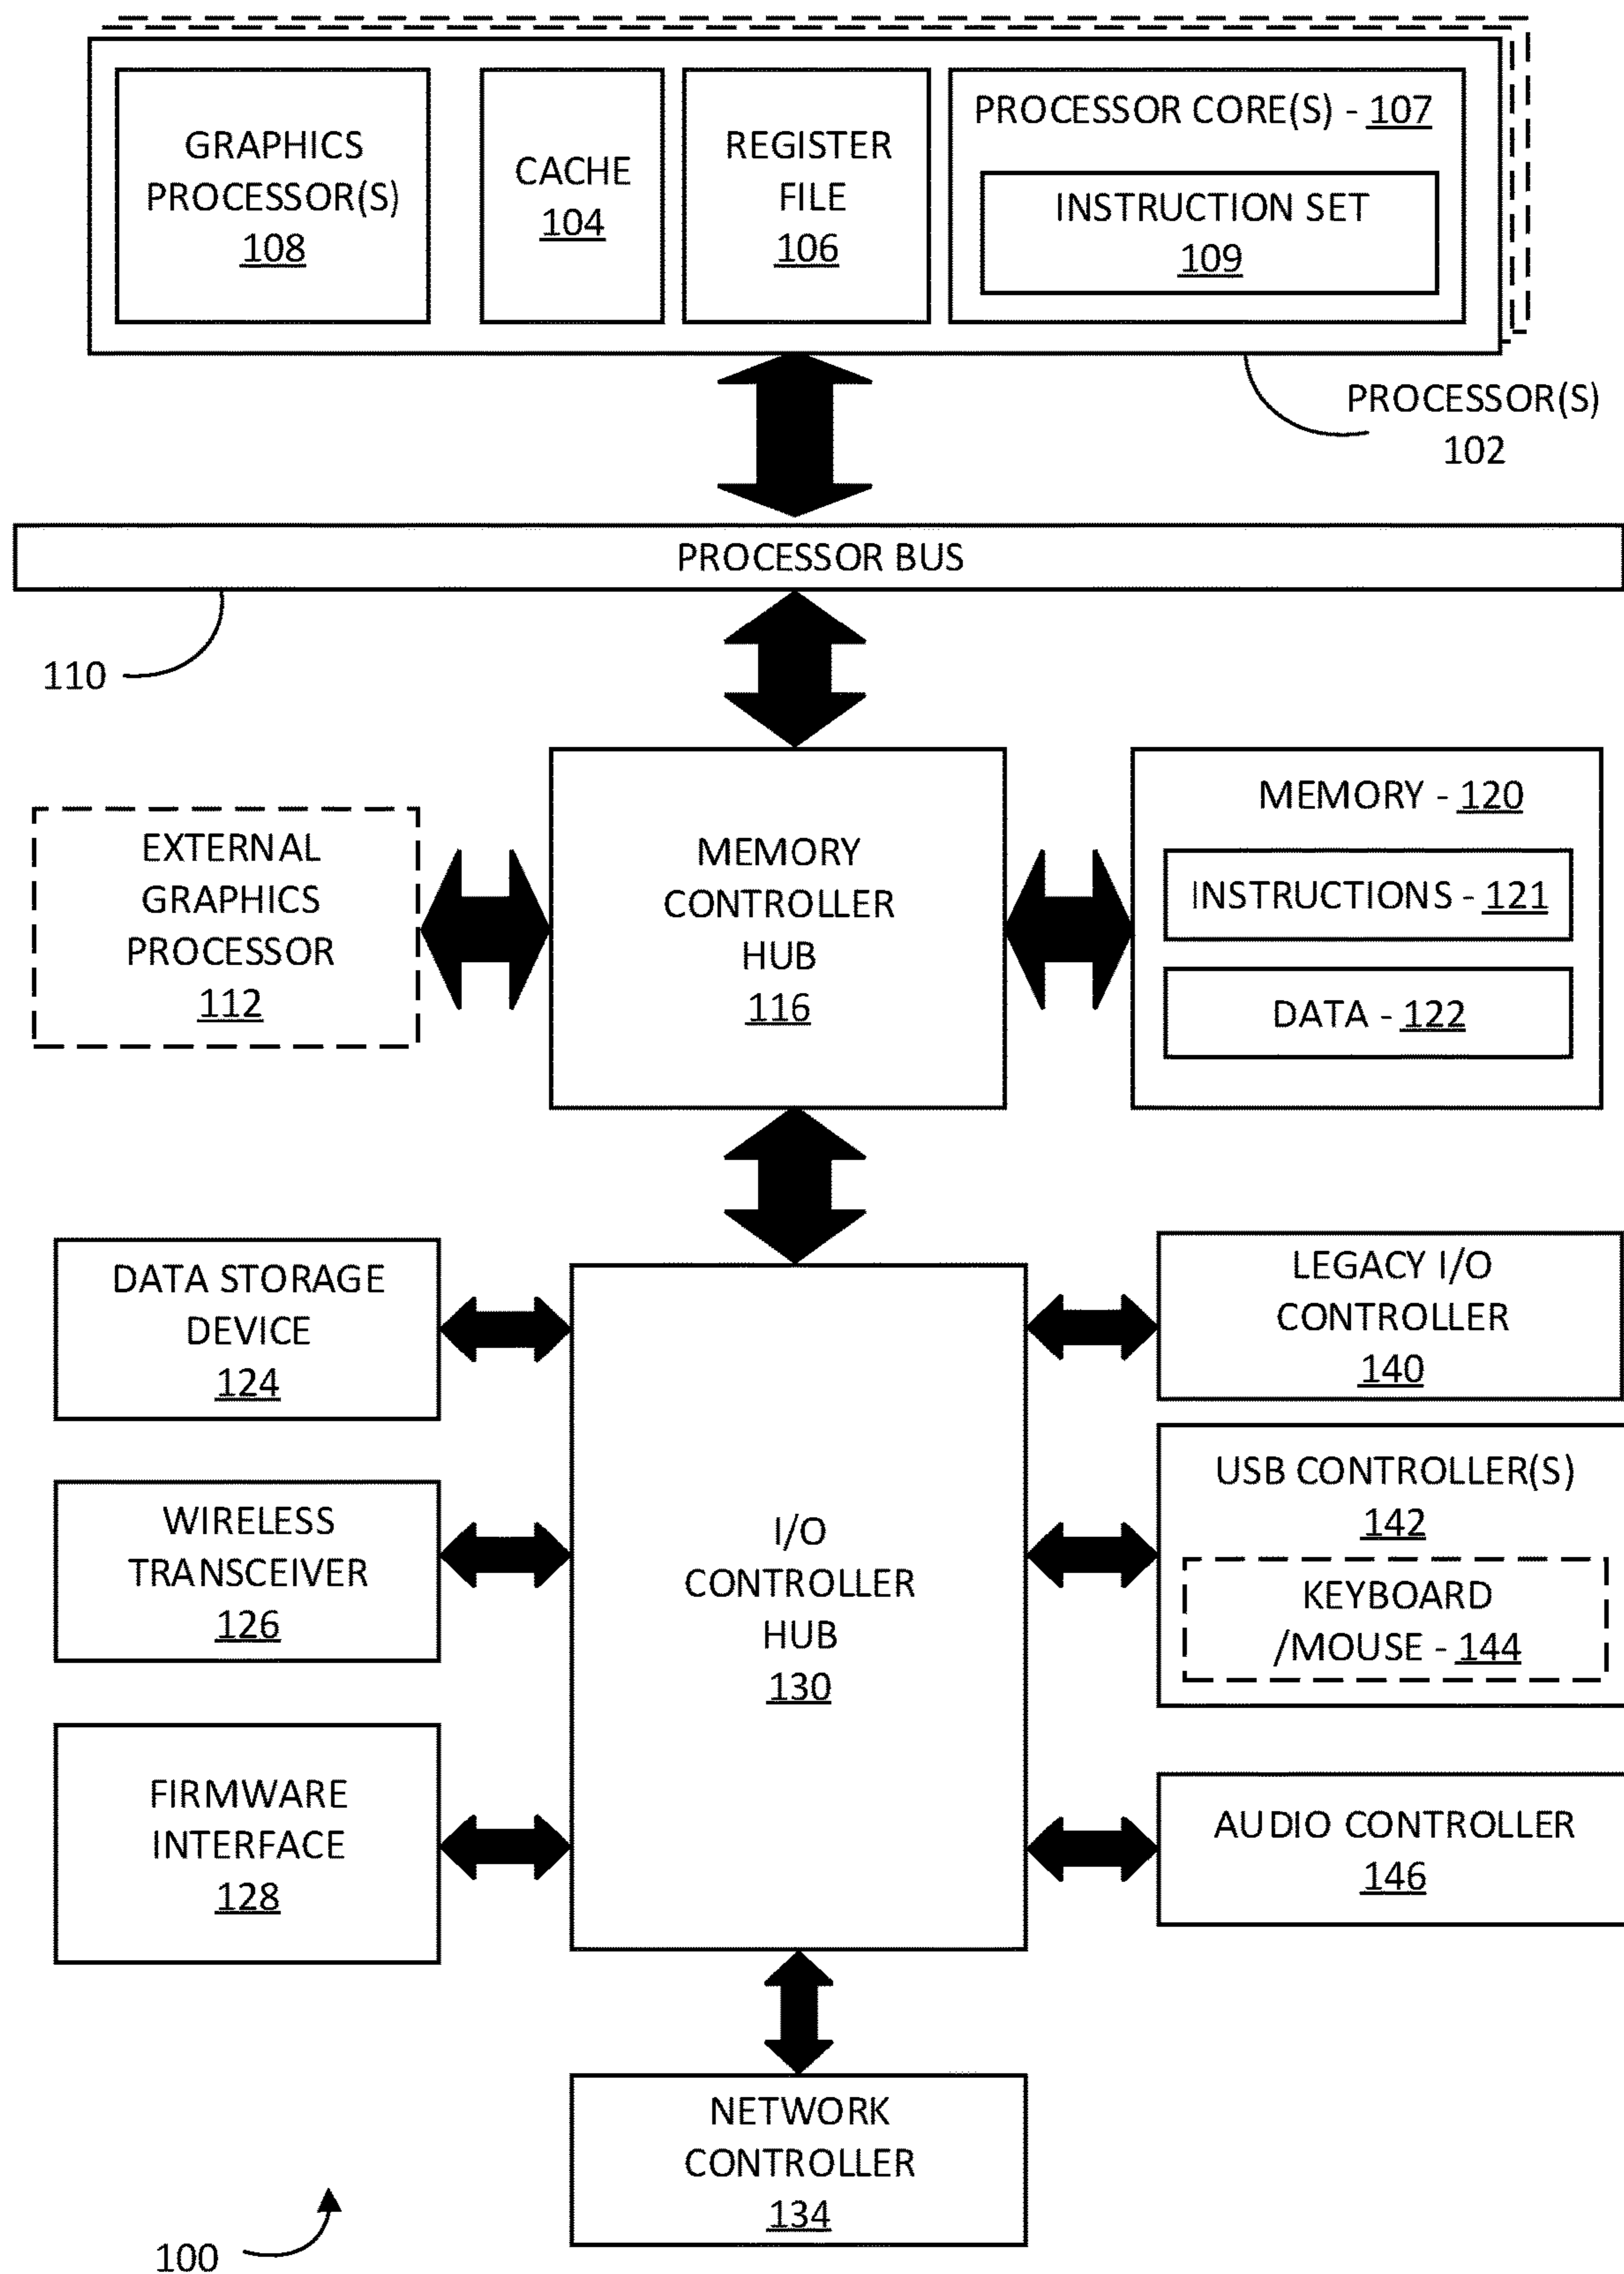 GRAPHICS
PROCESSOR(S)
108
CACHE
104
REGISTER
FILE
106
PROCESSOR CORE(S) - 107
INSTRUCTION SET
109
PROCESSOR(S)
102
PROCESSOR BUS
110
EXTERNAL
GRAPHICS
PROCESSOR
112
MEMORY
CONTROLLER
HUB
116
MEMORY - 120
INSTRUCTIONS - 121
DATA - 122
DATA STORAGE
DEVICE
124
WIRELESS
TRANSCEIVER
126
FIRMWARE
INTERFACE
128
I/O
CONTROLLER
HUB
130
LEGACY I/O
CONTROLLER
140
USB CONTROLLER(S)
142
KEYBOARD
/MOUSE - 144
AUDIO CONTROLLER
146
NETWORK
CONTROLLER
134
100